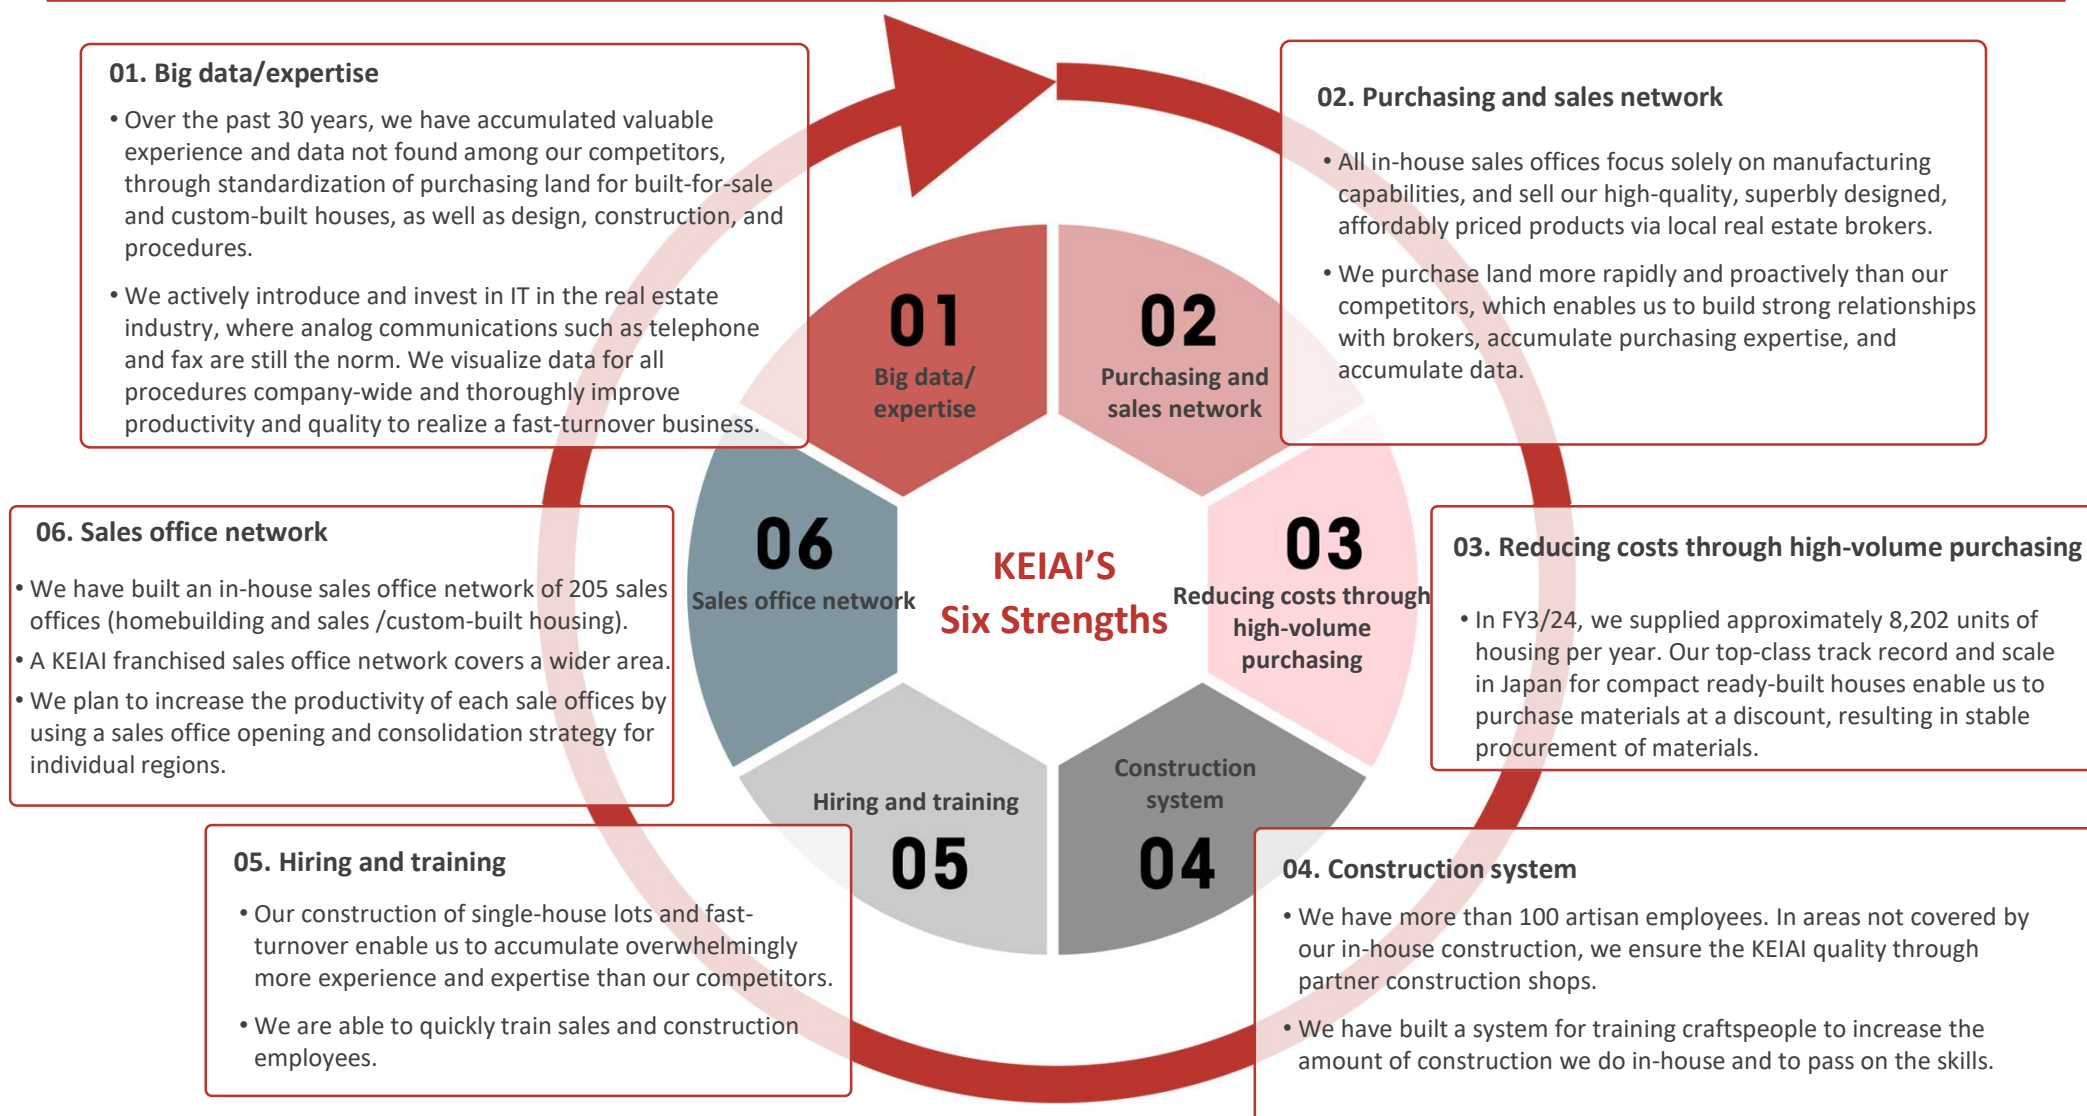 01. Big data/expertise
• Over the past 30 years, we have accumulated valuable
experience and data not found among our competitors,
through standardization of purchasing land for built-for-sale
and custom-built houses, as well as design, construction, and
procedures.
• We actively introduce and invest in IT in the real estate
industry, where analog communications such as telephone
and fax are still the norm. We visualize data for all
procedures company-wide and thoroughly improve
productivity and quality to realize a fast-turnover business.
02. Purchasing and sales network
• All in-house sales offices focus solely on manufacturing
capabilities, and sell our high-quality, superbly designed,
affordably priced products via local real estate brokers.
• We purchase land more rapidly and proactively than our
competitors, which enables us to build strong relationships
with brokers, accumulate purchasing expertise, and
accumulate data.
01
Big data/
expertise
02
Purchasing and
sales network
06. Sales office network
• We have built an in-house sales office network of 205 sales
offices (homebuilding and sales /custom-built housing).
• A KEIAI franchised sales office network covers a wider area.
• We plan to increase the productivity of each sale offices by
using a sales office opening and consolidation strategy for
individual regions.
06
Sales office network
KEIAI'S
Six Strengths
03
Reducing costs through
high-volume
purchasing
03. Reducing costs through high-volume purchasing
• In FY3/24, we supplied approximately 8,202 units of
housing per year. Our top-class track record and scale
in Japan for compact ready-built houses enable us to
purchase materials at a discount, resulting in stable
procurement of materials.
Hiring and training
05
Construction
system
04
05. Hiring and training
• Our construction of single-house lots and fast-
turnover enable us to accumulate overwhelmingly
more experience and expertise than our competitors.
• We are able to quickly train sales and construction
employees.
04. Construction system
• We have more than 100 artisan employees. In areas not covered by
our in-house construction, we ensure the KEIAI quality through
partner construction shops.
• We have built a system for training craftspeople to increase the
amount of construction we do in-house and to pass on the skills.